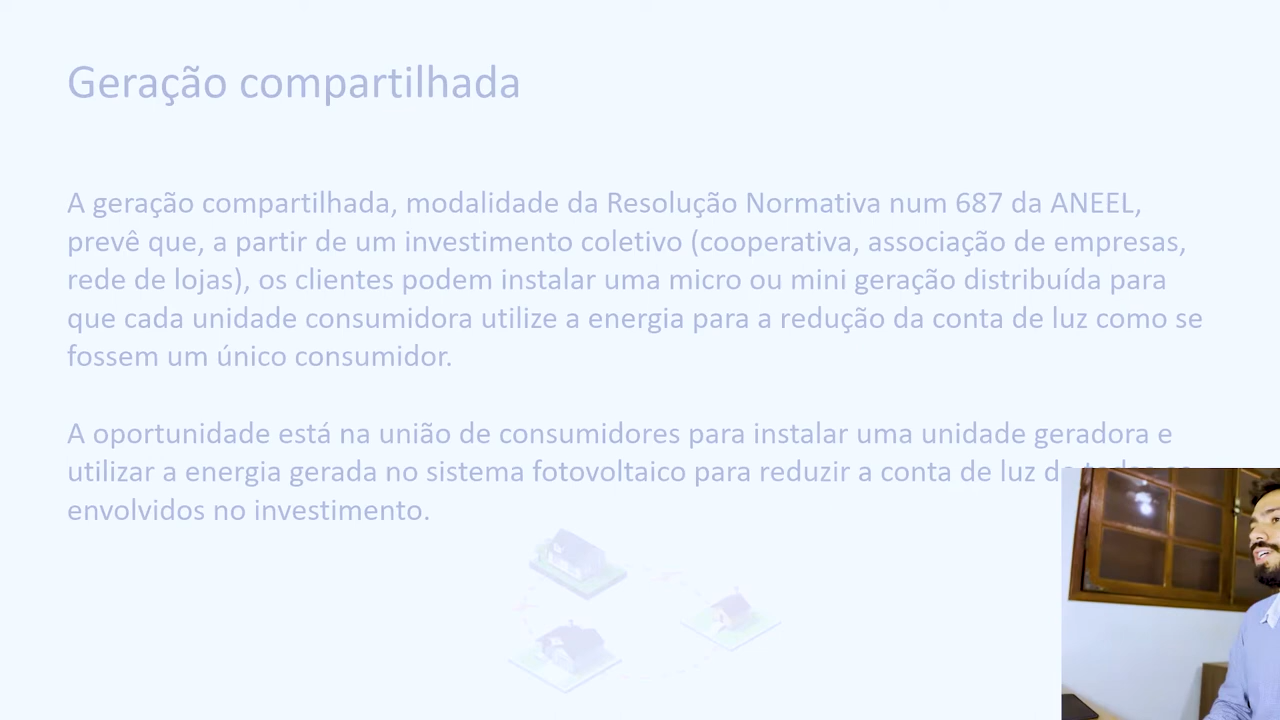 Geração compartilhada
A geração compartilhada, modalidade da Resolução Normativa num 687 da ANEEL,
prevê que, a partir de um investimento coletivo (cooperativa, associação de empresas,
rede de lojas), os clientes podem instalar uma micro ou mini geração distribuída para
que cada unidade consumidora utilize a energia para a redução da conta de luz como se
fossem um único consumidor.
A oportunidade está na união de consumidores para instalar uma unidade geradora e
utilizar a energia gerada no sistema fotovoltaico para reduzir a conta de luz
envolvidos no investimento.